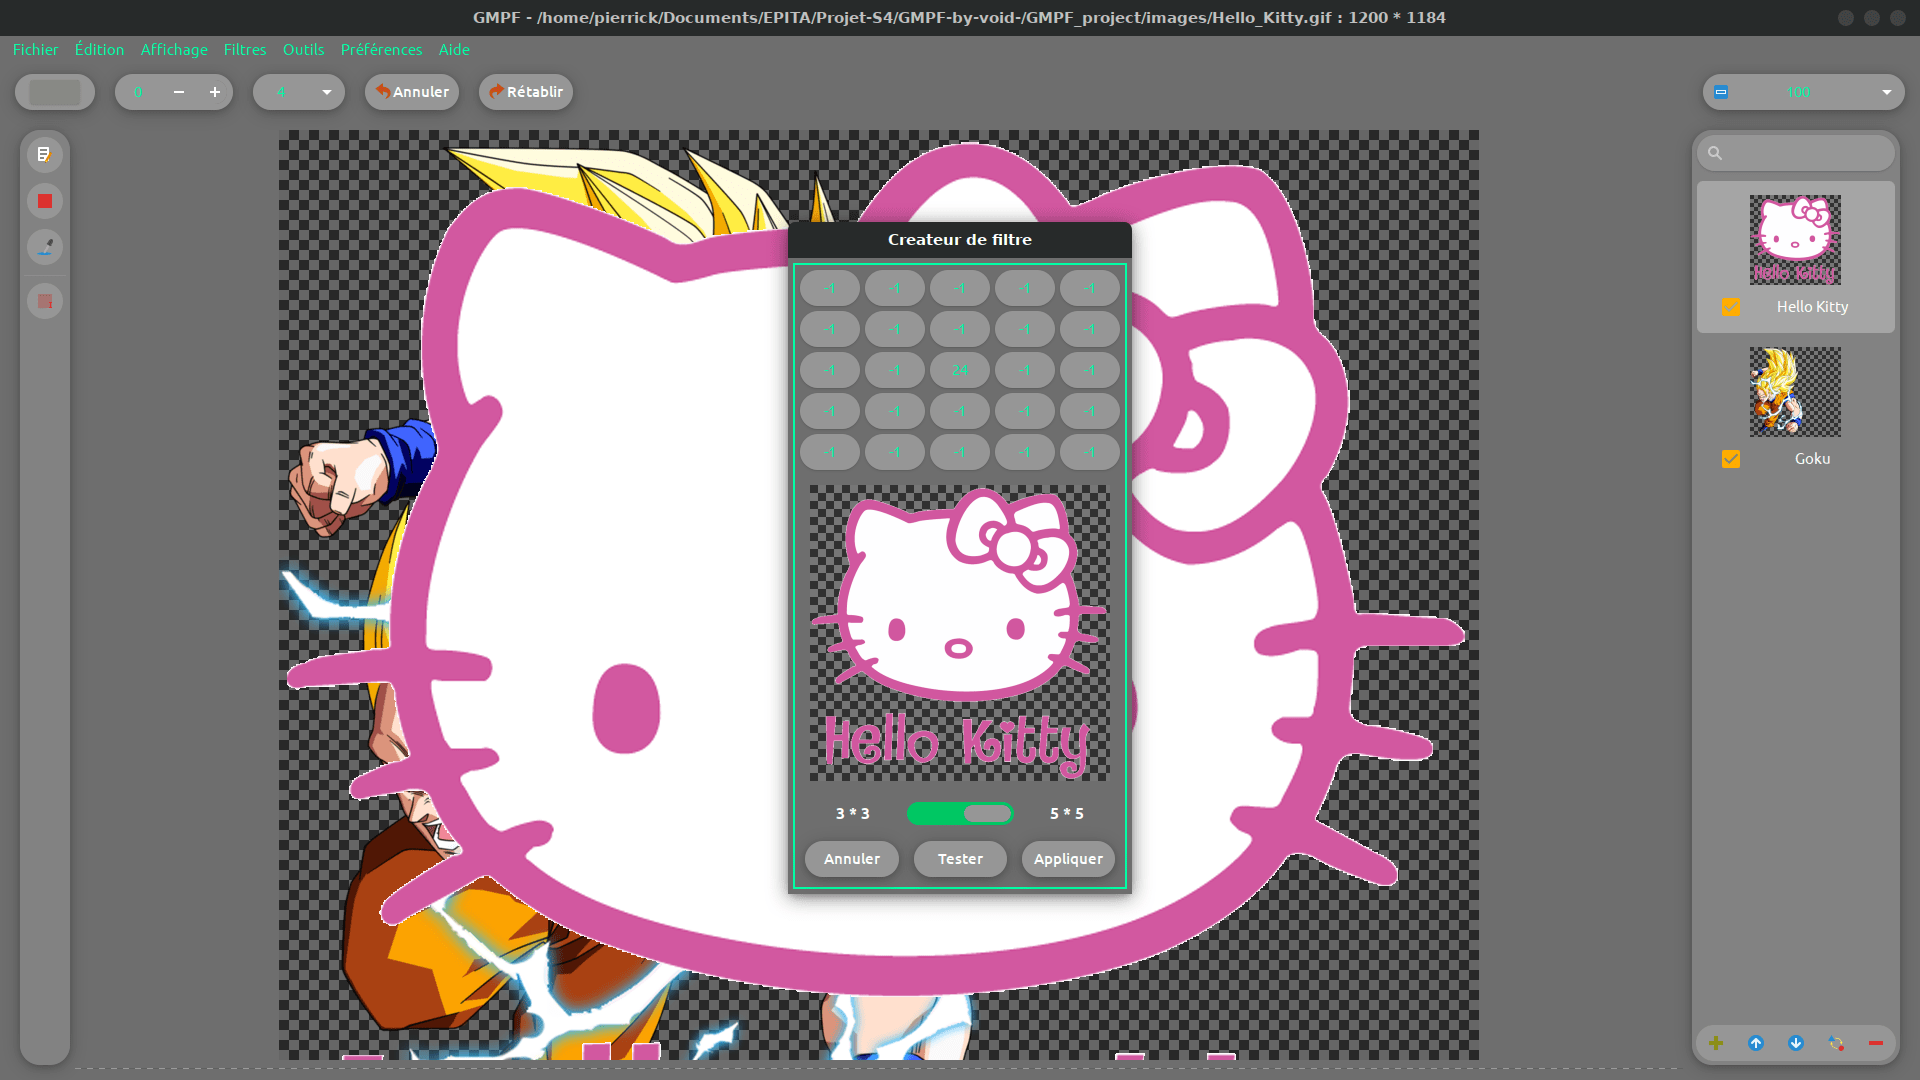 GMPF - /home/pierrick/Documents/EPITA/Projet-S4/GMPF-by-void-/GMPF_project/images/Hello_Kitty.gif : 1200 * 1184
Fichier Édition Affichage Filtres Outils Préférences Aide
0 4 Annuler Rétablir 100
Createur de filtre
-1 -1 -1 -1 -1
-1 -1 -1 -1 -1
-1 -1 24 -1 -1
-1 -1 -1 -1 -1
-1 -1 -1 -1 -1
Hello Kitty
3 * 3 5 * 5
Annuler Tester Appliquer
Hello Kitty
Hello Kitty
Goku